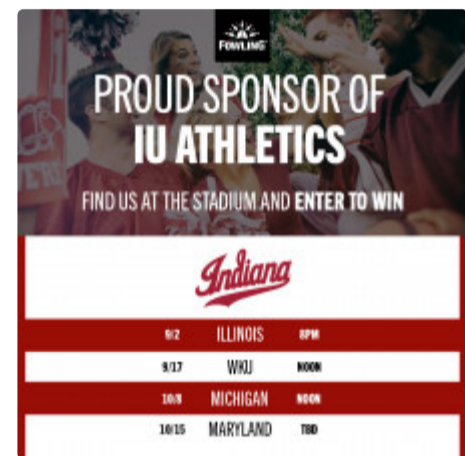 FOWLING
PROUD SPONSOR OF
IU ATHLETICS
FIND US AT THE STADIUM AND ENTER TO WIN
Indiana
9/2 ILLINOIS 8PM
9/17 WKU NOON
10/8 MICHIGAN NOON
10/15 MARYLAND TBD